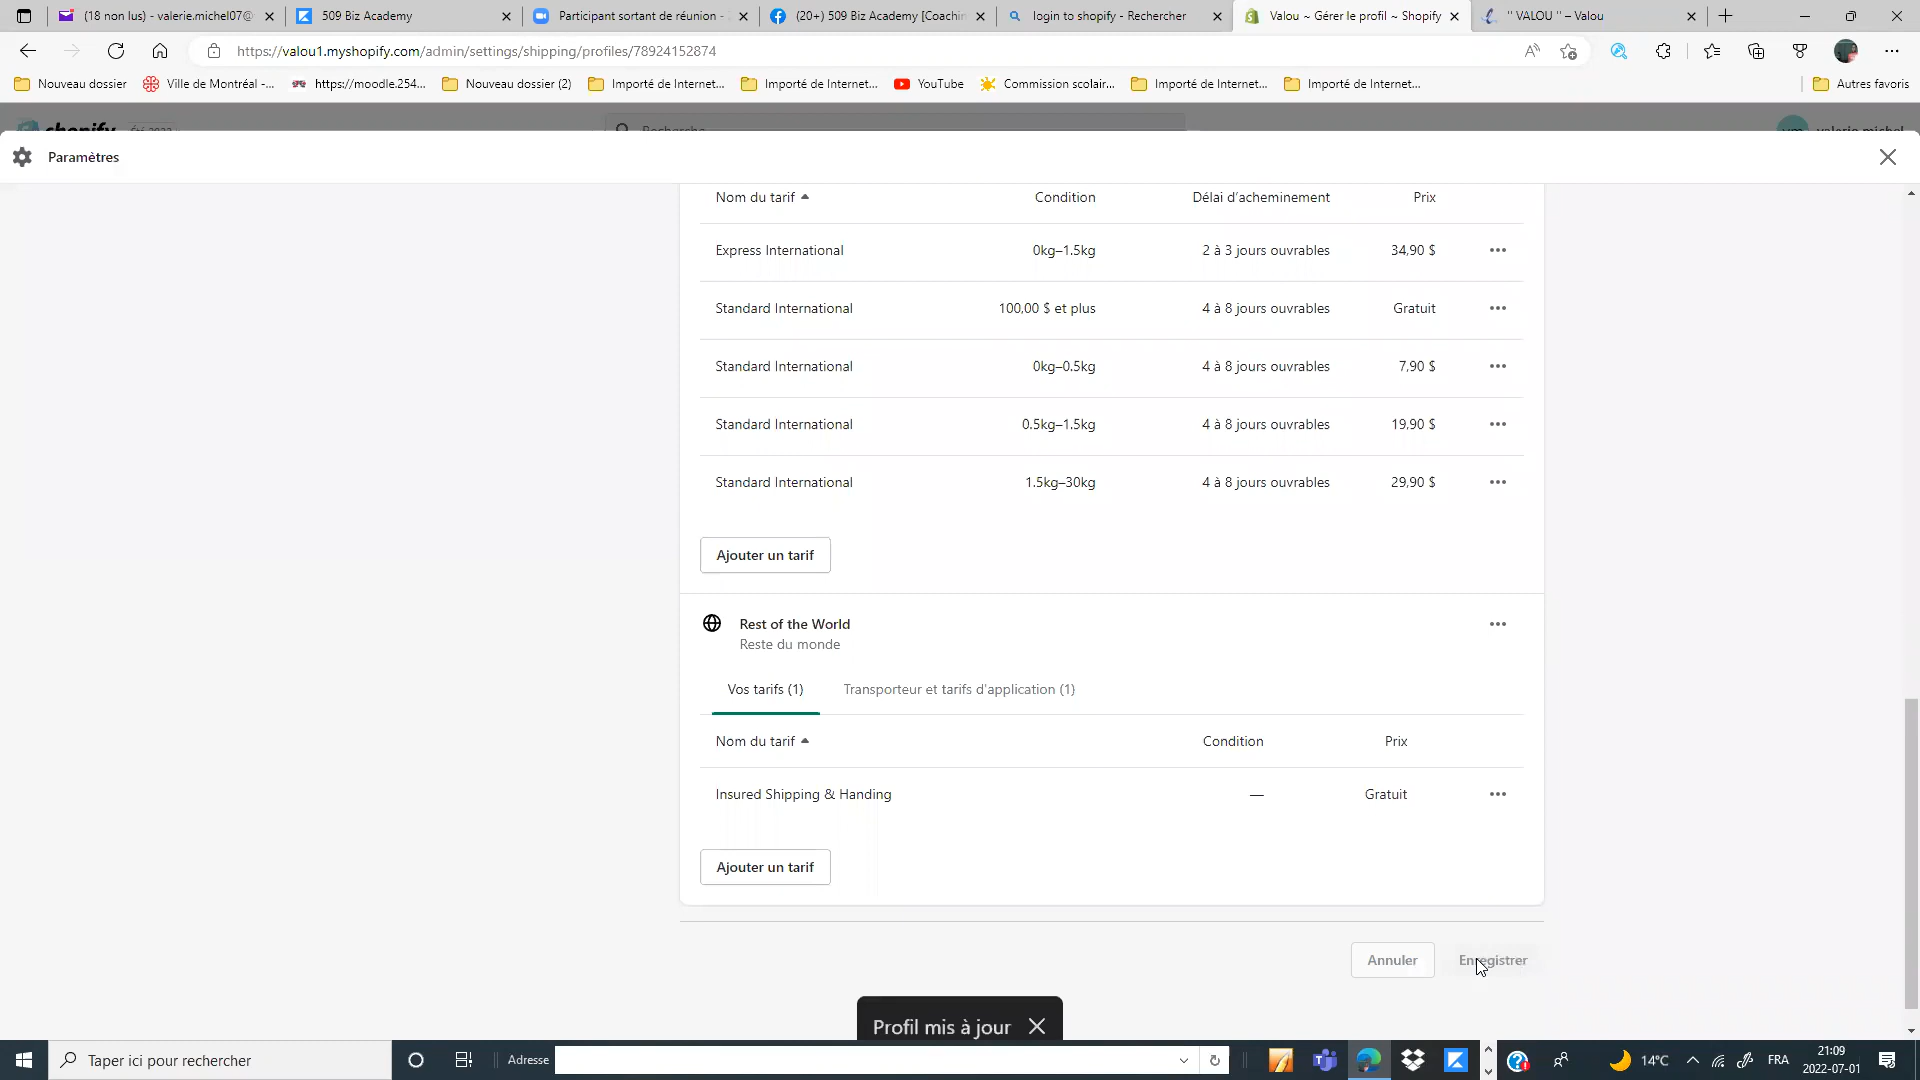 (18 non lus) - valerie.michel07@
509 Biz Academy
Participant sortant de réunion -
(20+) 509 Biz Academy [Coachin
login to shopify - Rechercher
Valou ~ Gérer le profil ~ Shopify
" VALOU " – Valou
https://valou1.myshopify.com/admin/settings/shipping/profiles/78924152874
Nouveau dossier
Ville de Montréal -...
https://moodle.254...
Nouveau dossier (2)
Importé de Internet...
Importé de Internet...
YouTube
Commission scolair...
Importé de Internet...
Importé de Internet...
Autres favoris
shopify Été 2022
Recherche
vm valerie michel
Paramètres
Nom du tarif Condition Délai d'acheminement Prix
Express International 0kg–1.5kg 2 à 3 jours ouvrables 34,90 $
Standard International 100,00 $ et plus 4 à 8 jours ouvrables Gratuit
Standard International 0kg–0.5kg 4 à 8 jours ouvrables 7,90 $
Standard International 0.5kg–1.5kg 4 à 8 jours ouvrables 19,90 $
Standard International 1.5kg–30kg 4 à 8 jours ouvrables 29,90 $
Ajouter un tarif
Rest of the World
Reste du monde
Vos tarifs (1) Transporteur et tarifs d'application (1)
Nom du tarif Condition Prix
Insured Shipping & Handing — Gratuit
Ajouter un tarif
Annuler Enregistrer
Profil mis à jour
Taper ici pour rechercher
Adresse
14°C
FRA
21:09
2022-07-01